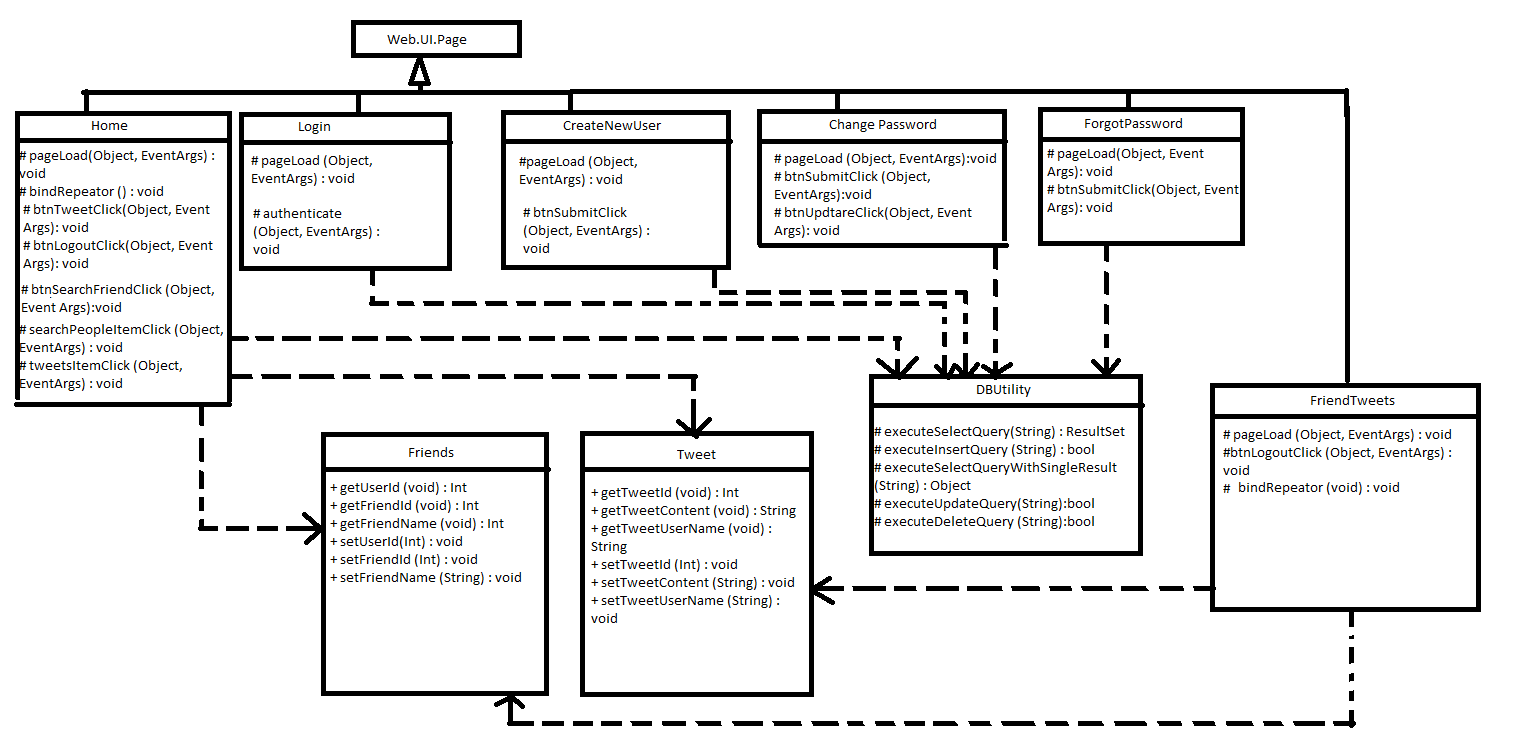 Web.UI.Page
Home
# pageLoad(Object, EventArgs) :
void
# bindRepeator () : void
# btnTweetClick(Object, Event
Args): void
# btnLogoutClick(Object, Event
Args): void
# btnSearchFriendClick (Object,
Event Args):void
# searchPeopleItemClick (Object,
EventArgs) : void
# tweetsItemClick (Object,
EventArgs) : void
Login
# pageLoad (Object,
EventArgs) : void
# authenticate
(Object, EventArgs) :
void
CreateNewUser
#pageLoad (Object,
EventArgs) : void
# btnSubmitClick
(Object, EventArgs) :
void
Change Password
# pageLoad (Object, EventArgs):void
# btnSubmitClick (Object,
EventArgs):void
# btnUpdtareClick(Object, Event
Args): void
ForgotPassword
# pageLoad(Object, Event
Args): void
# btnSubmitClick(Object, Event
Args): void
Friends
+ getUserId (void) : Int
+ getFriendId (void) : Int
+ getFriendName (void) : Int
+ setUserId(Int) : void
+ setFriendId (Int) : void
+ setFriendName (String) : void
Tweet
+ getTweetId (void) : Int
+ getTweetContent (void) : String
+ getTweetUserName (void) :
String
+ setTweetId (Int) : void
+ setTweetContent (String) : void
+ setTweetUserName (String) :
void
DBUtility
# executeSelectQuery(String) : ResultSet
# executeInsertQuery (String) : bool
# executeSelectQueryWithSingleResult
(String) : Object
# executeUpdateQuery(String):bool
# executeDeleteQuery (String):bool
FriendTweets
# pageLoad (Object, EventArgs) : void
#btnLogoutClick (Object, EventArgs) :
void
# bindRepeator (void) : void